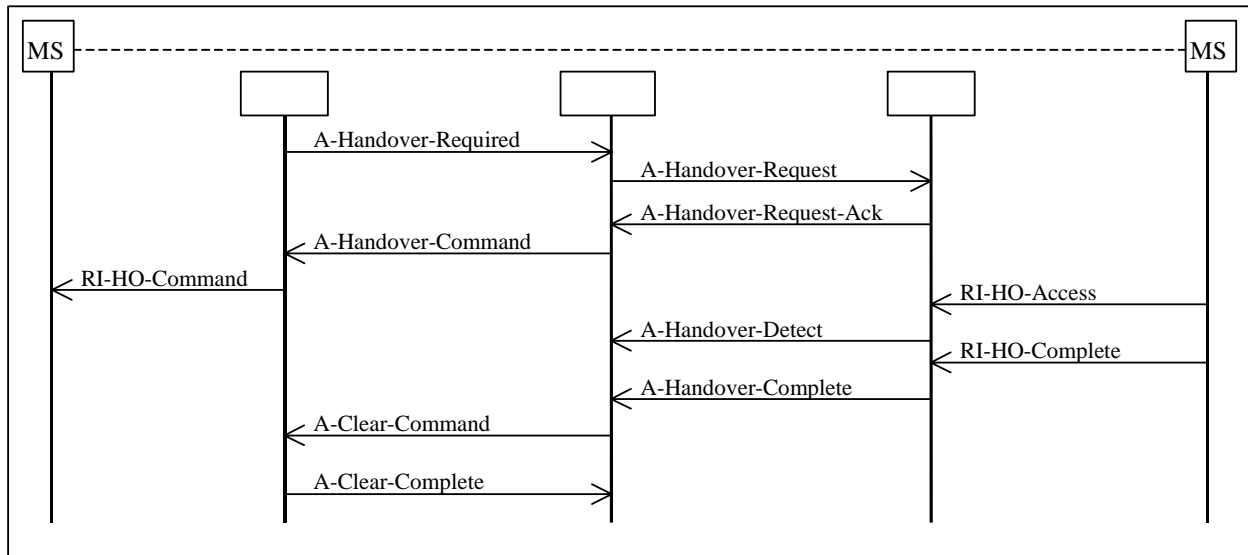 MS
MS
A-Handover-Required
A-Handover-Request
A-Handover-Request-Ack
A-Handover-Command
RI-HO-Command
RI-HO-Access
A-Handover-Detect
RI-HO-Complete
A-Handover-Complete
A-Clear-Command
A-Clear-Complete